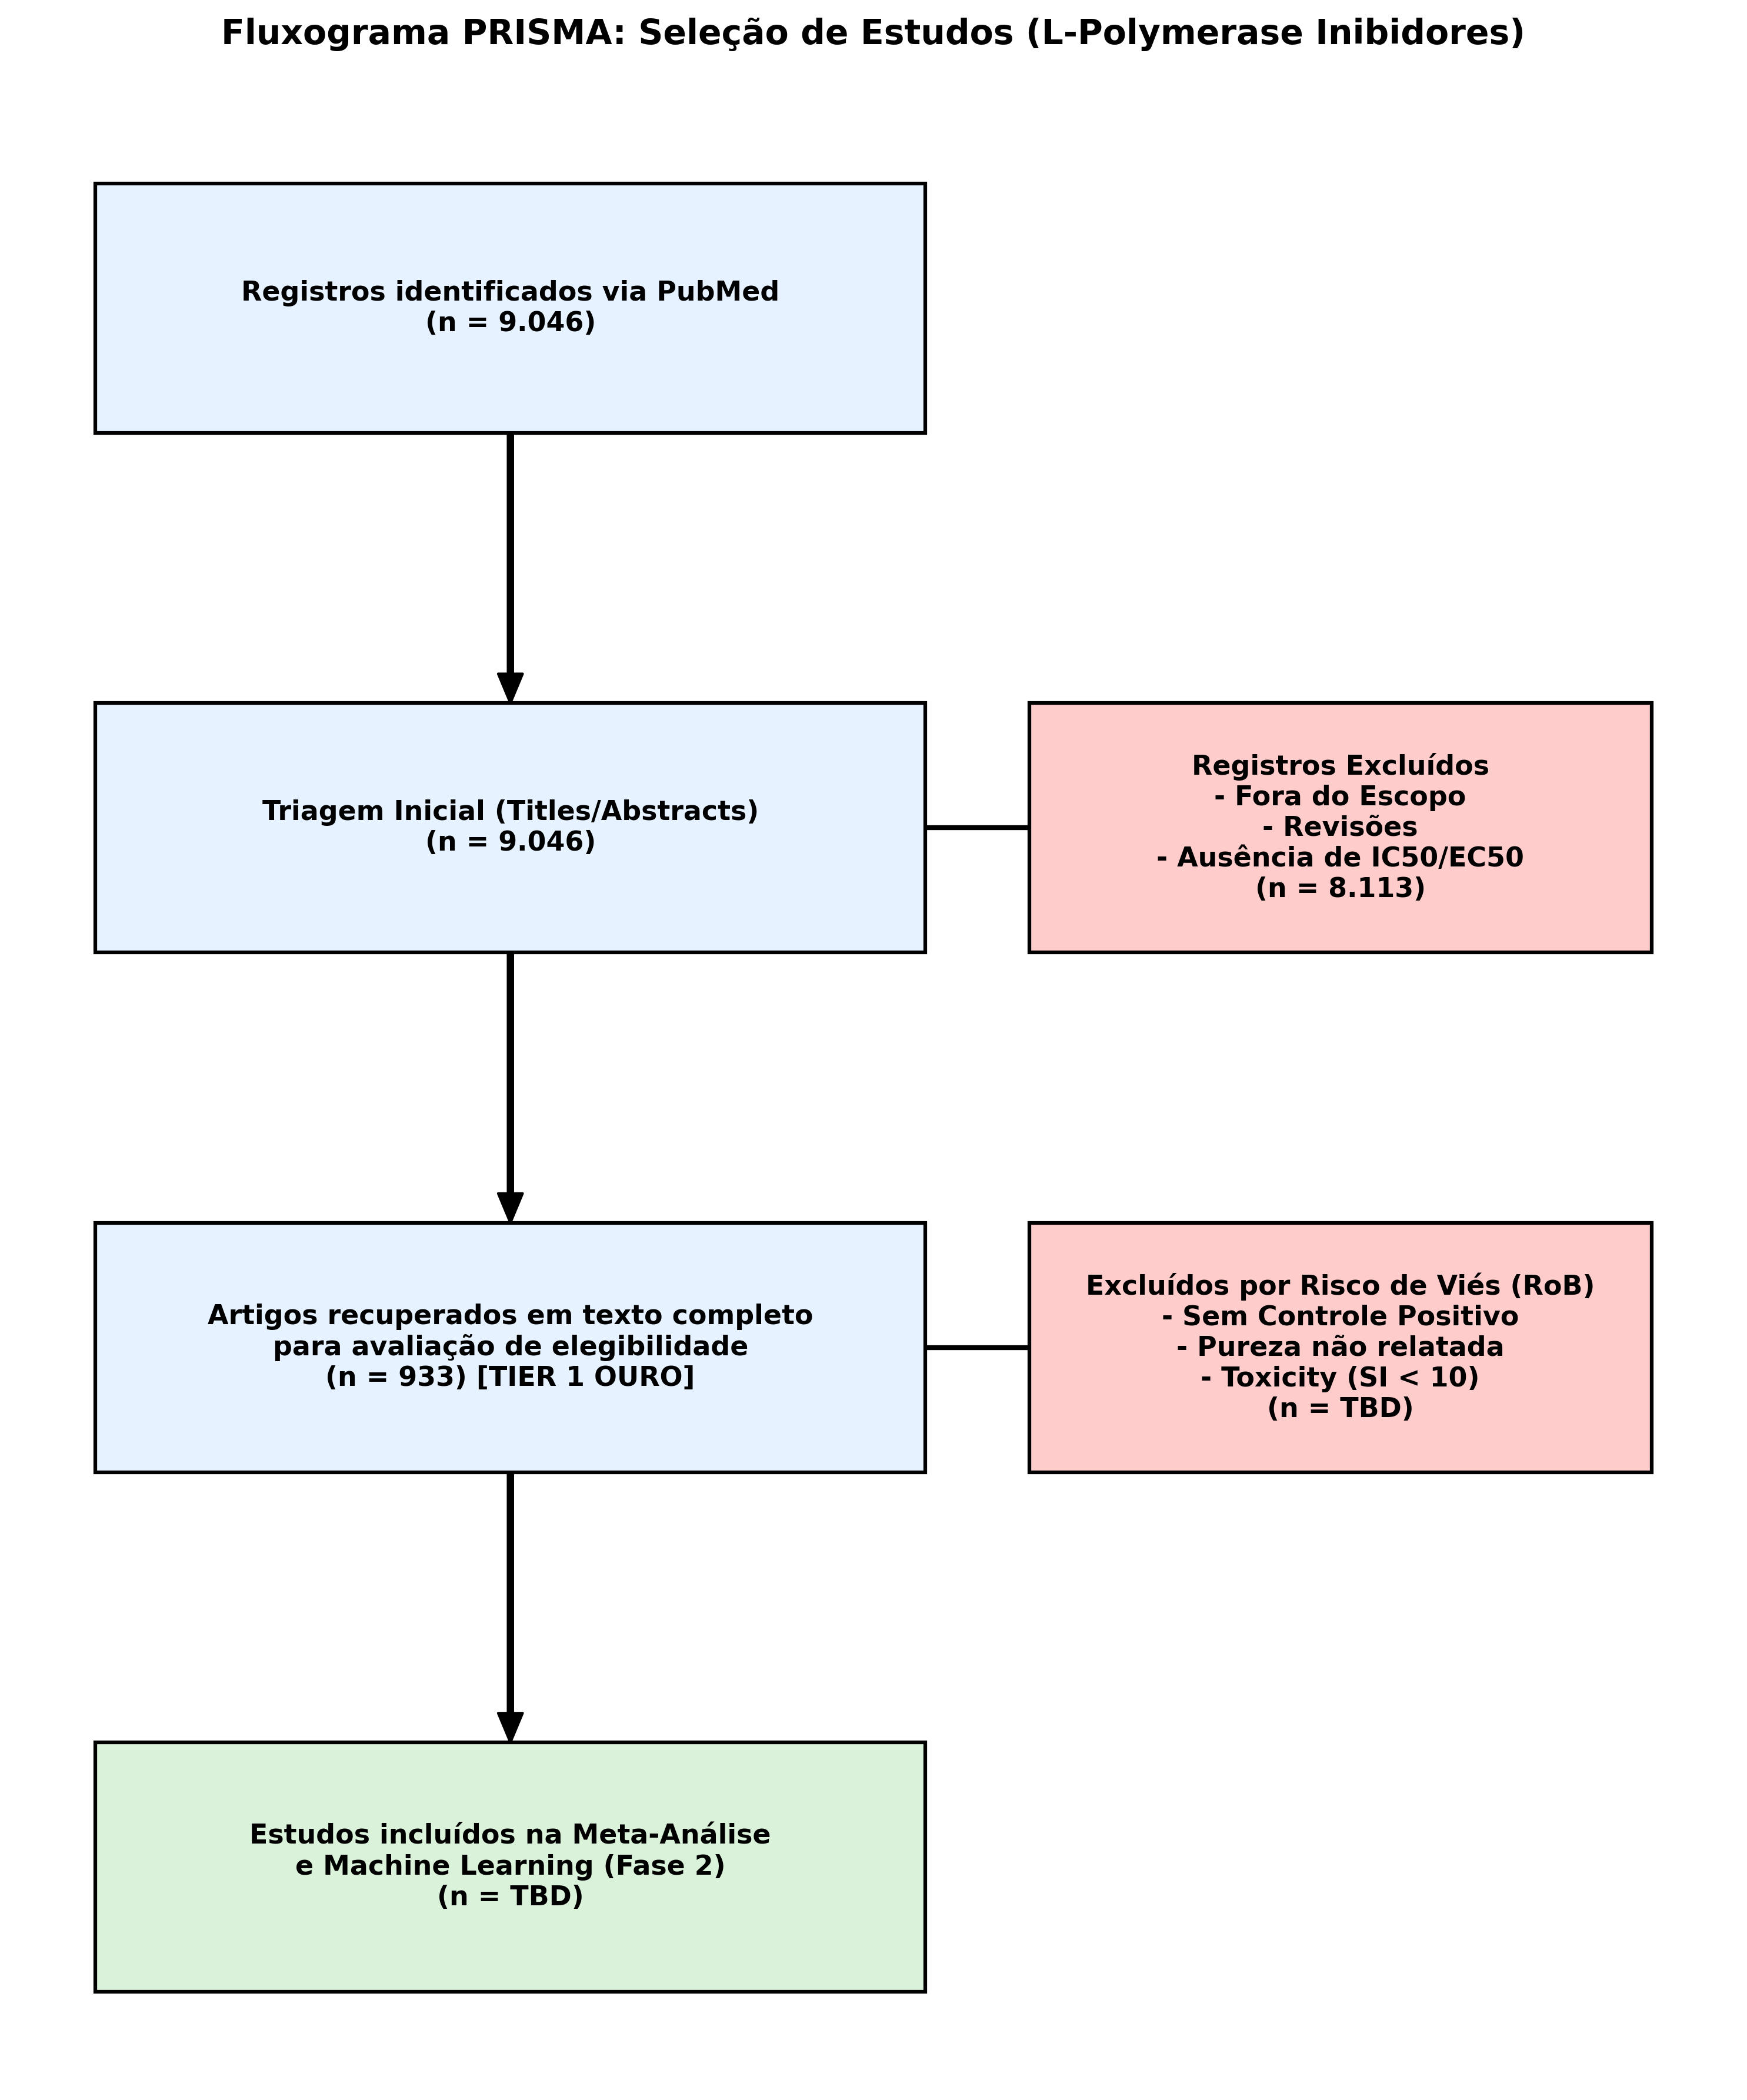 Fluxograma PRISMA: Seleção de Estudos (L-Polymerase Inibidores)
Registros identificados via PubMed
(n = 9.046)
Triagem Inicial (Titles/Abstracts)
(n = 9.046)
Registros Excluídos
- Fora do Escopo
- Revisões
- Ausência de IC50/EC50
(n = 8.113)
Artigos recuperados em texto completo
para avaliação de elegibilidade
(n = 933) [TIER 1 OURO]
Excluídos por Risco de Viés (RoB)
- Sem Controle Positivo
- Pureza não relatada
- Toxicity (SI < 10)
(n = TBD)
Estudos incluídos na Meta-Análise
e Machine Learning (Fase 2)
(n = TBD)